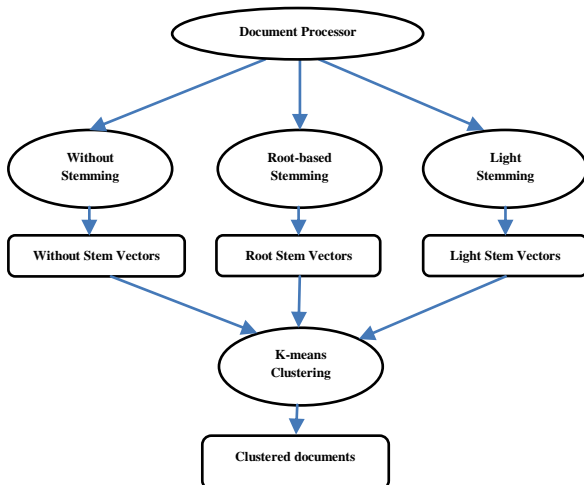 Document Processor
Without
Stemming
Root-based
Stemming
Light
Stemming
Without Stem Vectors
Root Stem Vectors
Light Stem Vectors
K-means
Clustering
Clustered documents